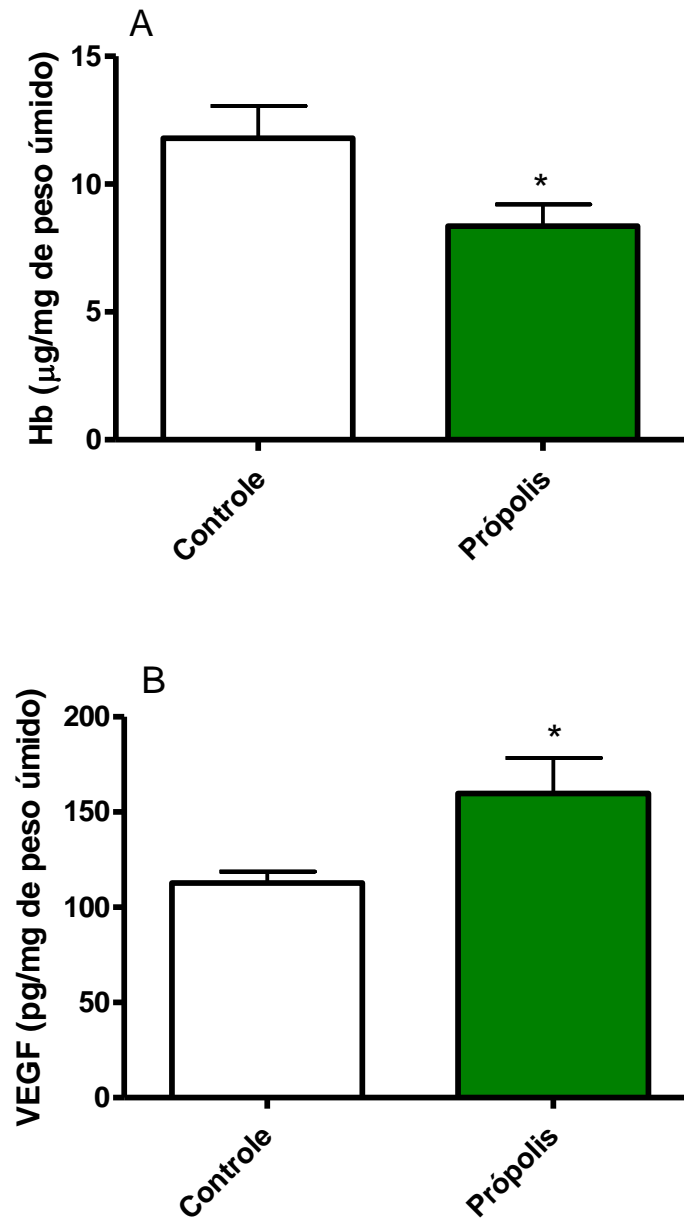 A
Hb (μg/mg de peso úmido)
15
10
5
0
*
Controle
Própolis
B
VEGF (pg/mg de peso úmido)
200
150
100
50
0
*
Controle
Própolis